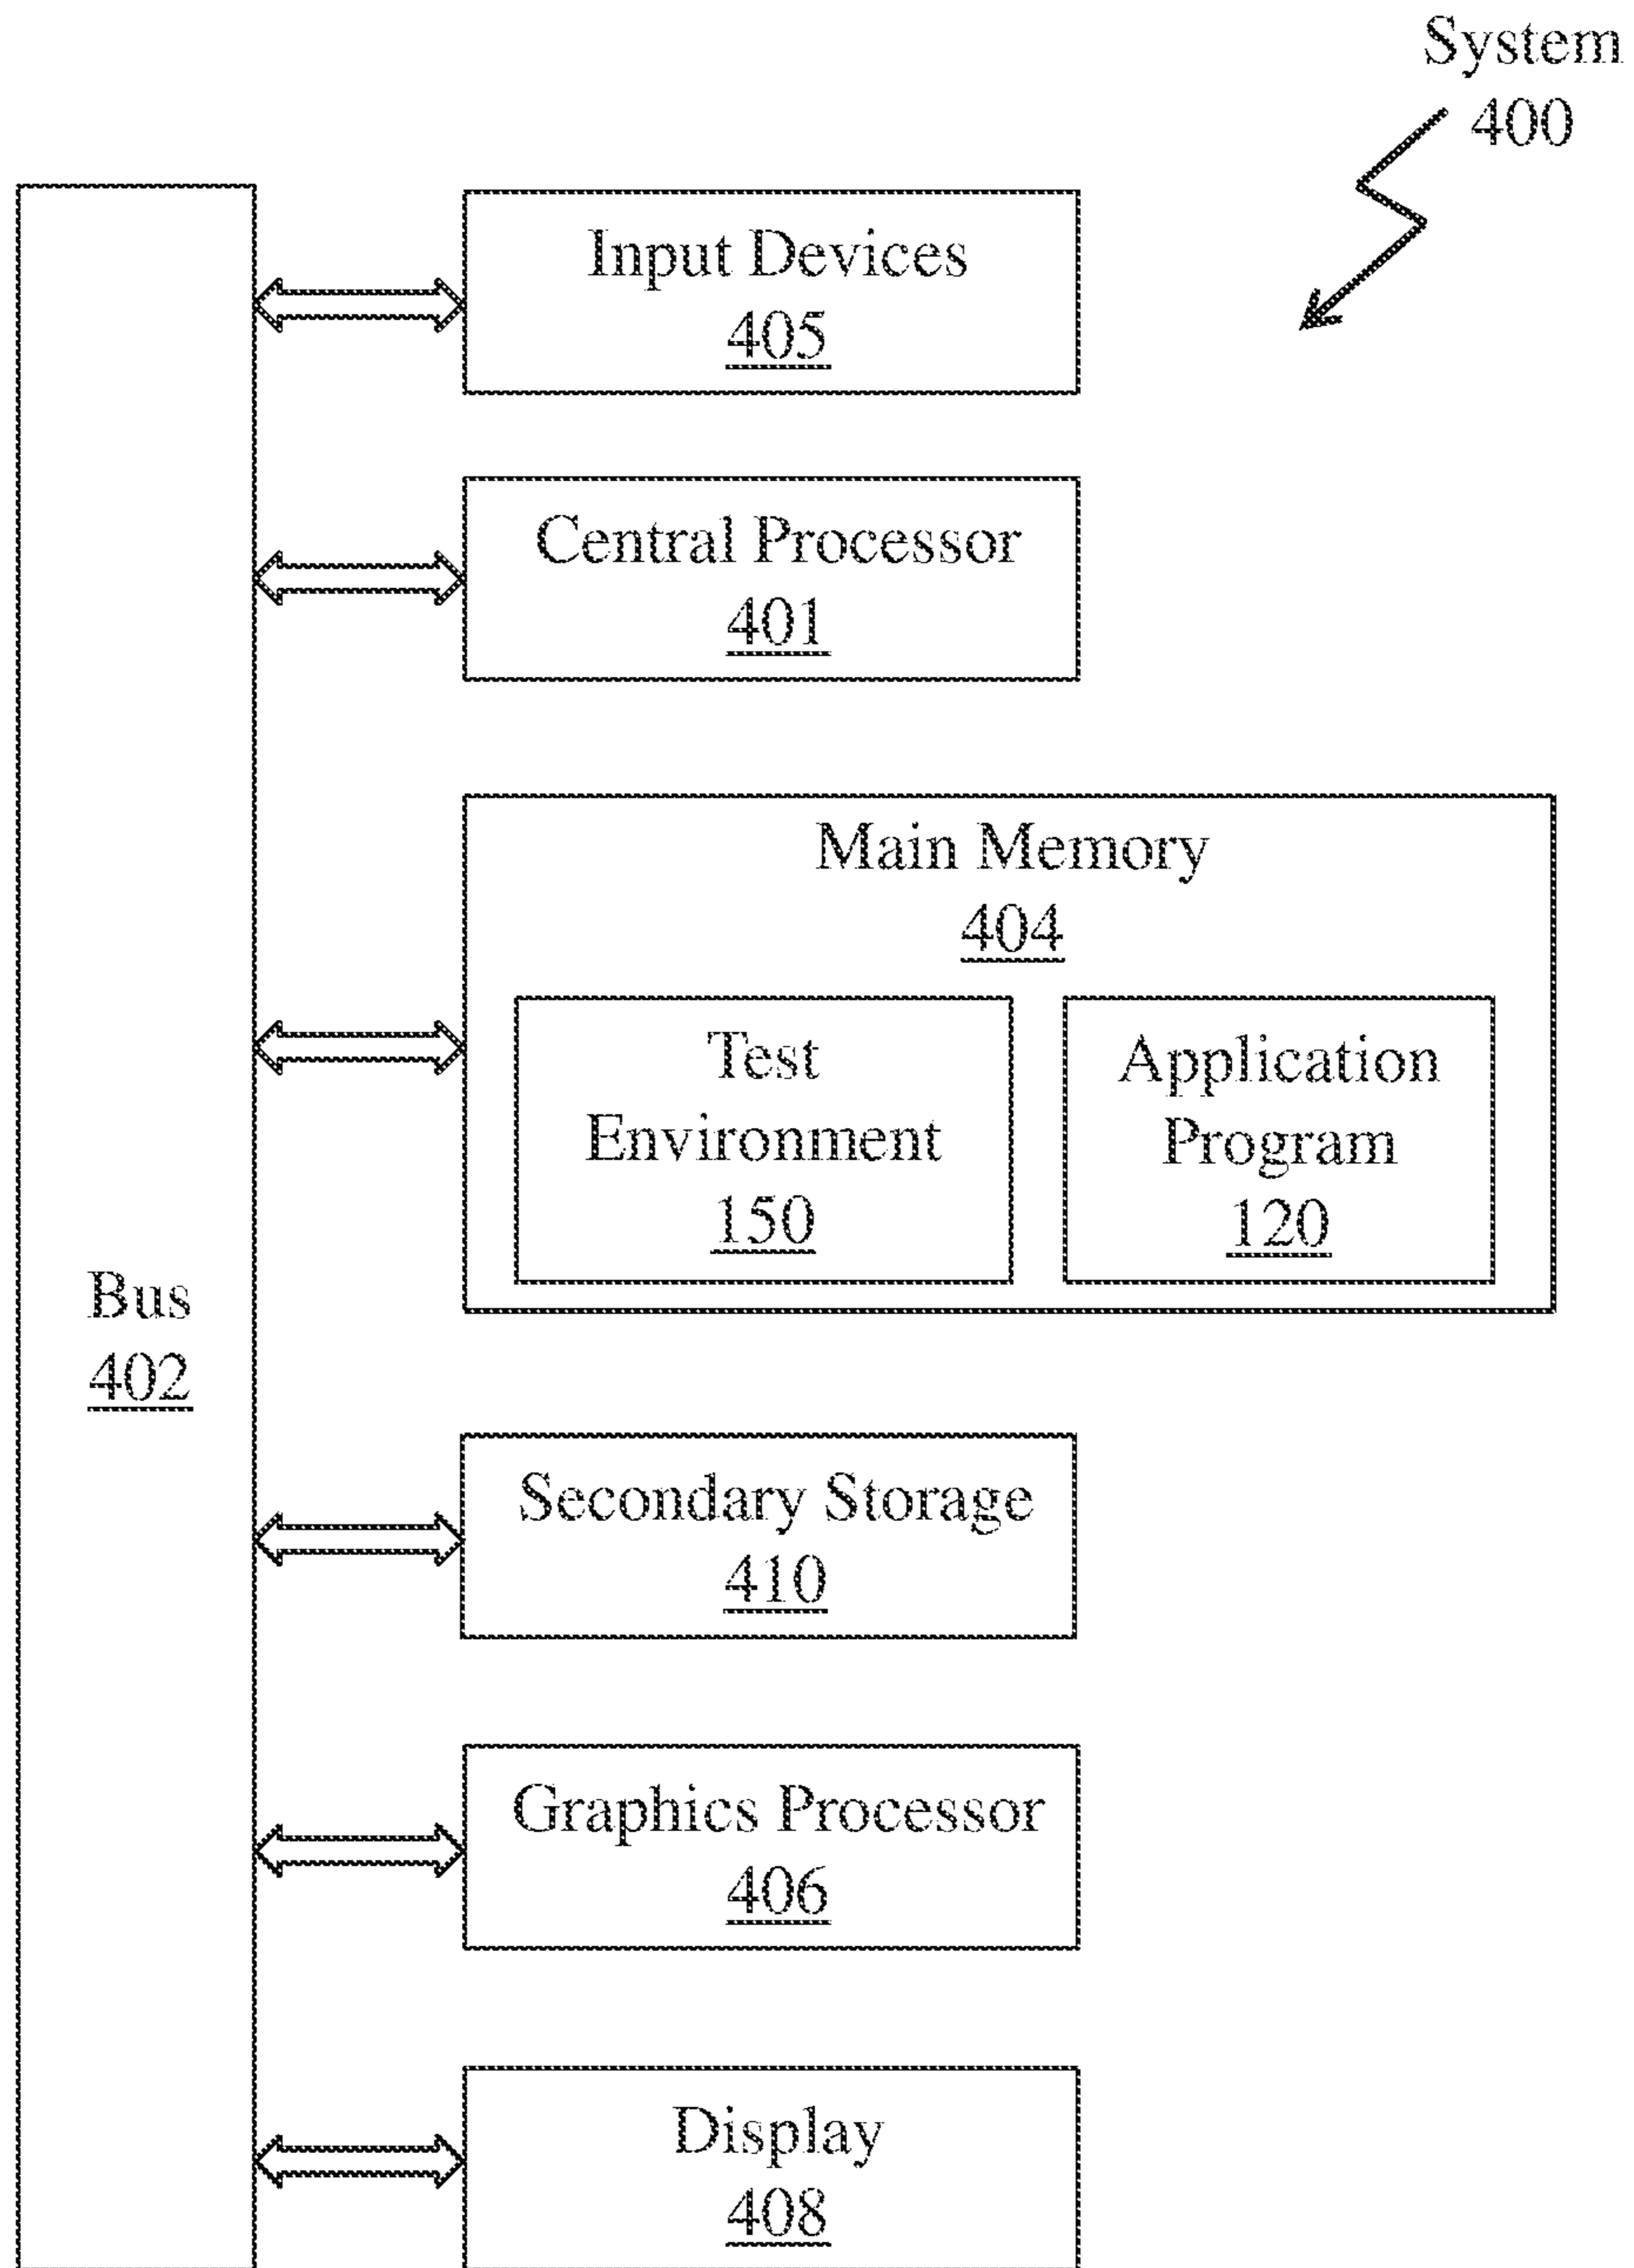 System
400
Input Devices
405
Central Processor
401
Main Memory
404
Test
Environment
150
Application
Program
120
Bus
402
Secondary Storage
410
Graphics Processor
406
Display
408